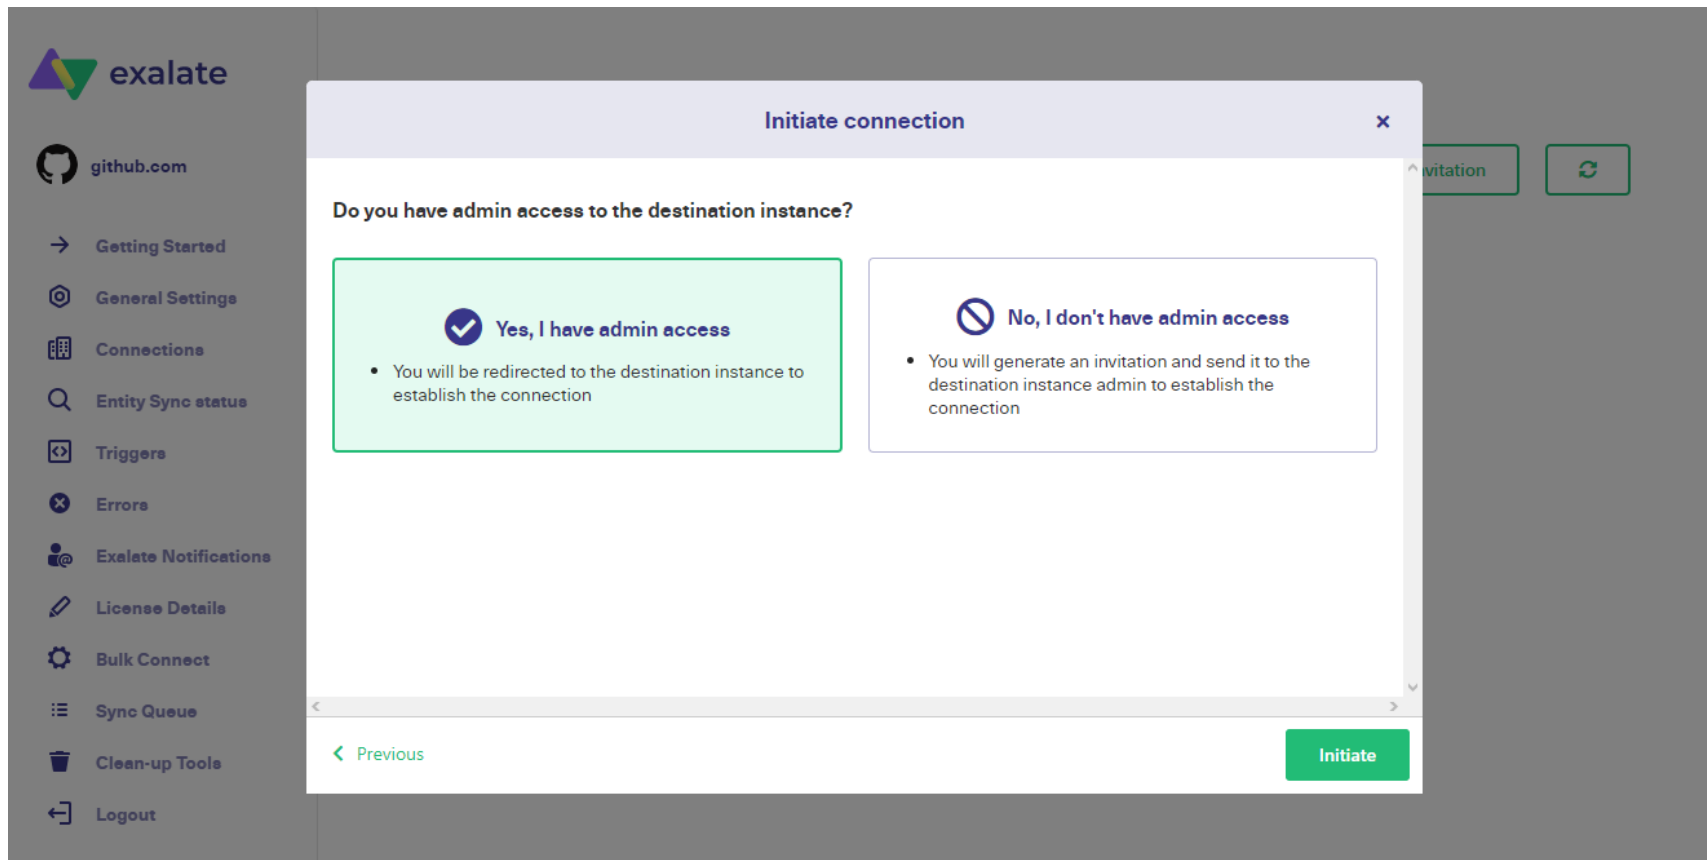 exalate
github.com
Getting Started
General Settings
Connections
Entity Sync status
Triggers
Errors
Exalate Notifications
License Details
Bulk Connect
Sync Queue
Clean-up Tools
Logout
Initiate connection
Do you have admin access to the destination instance?
Yes, I have admin access
• You will be redirected to the destination instance to
establish the connection
No, I don't have admin access
• You will generate an invitation and send it to the
destination instance admin to establish the
connection
Previous
Initiate